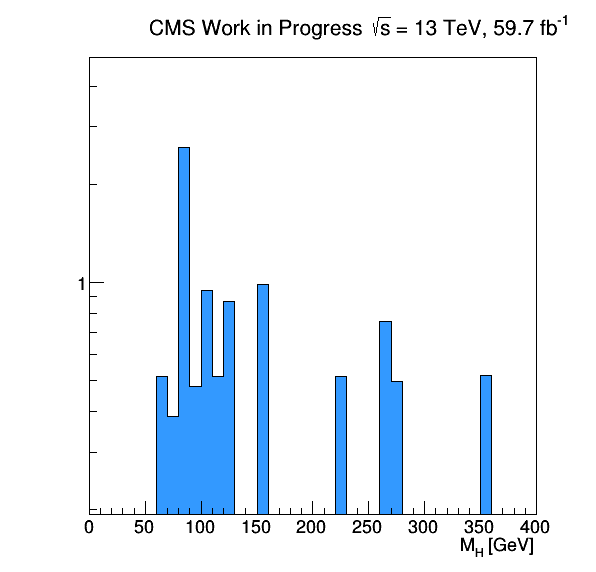 CMS Work in Progress √s = 13 TeV, 59.7 fb⁻¹
1
0 50 100 150 200 250 300 350 400
M_H [GeV]